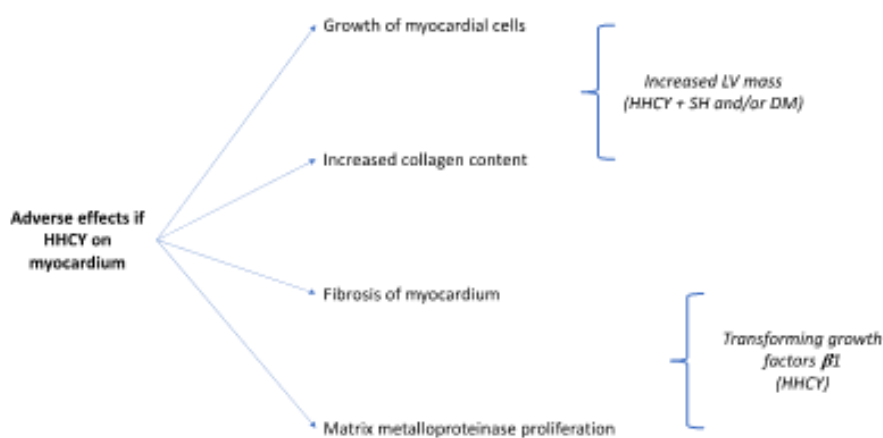 Growth of myocardial cells
Increased LV mass
(HHCY + SH and/or DM)
Increased collagen content
Adverse effects if
HHCY on
myocardium
Fibrosis of myocardium
Transforming growth
factors β1
(HHCY)
Matrix metalloproteinase proliferation